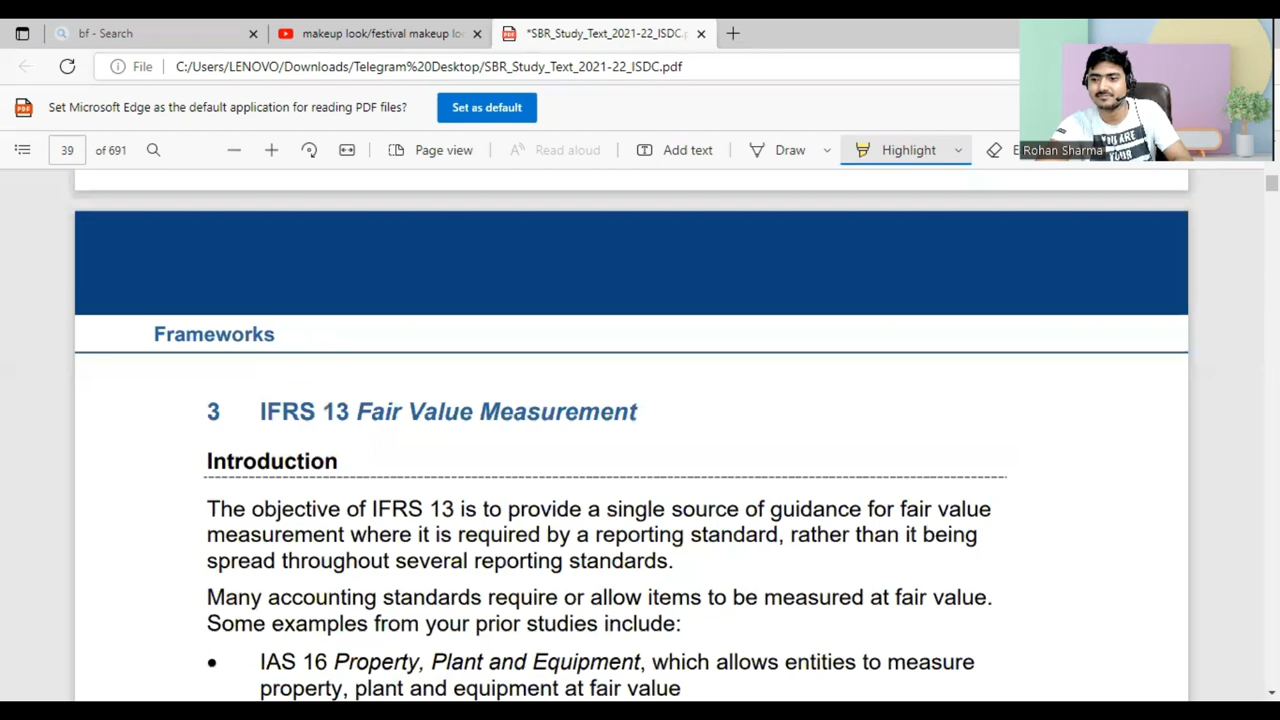 bf - Search
makeup look/festival makeup lo
*SBR_Study_Text_2021-22_ISDC.p
File
C:/Users/LENOVO/Downloads/Telegram%20Desktop/SBR_Study_Text_2021-22_ISDC.pdf
Set Microsoft Edge as the default application for reading PDF files?
Set as default
39
of 691
Page view
Read aloud
Add text
Draw
Highlight
E
YOU ARE
YOUR
Rohan Sharma
Frameworks
3 IFRS 13 Fair Value Measurement
Introduction
The objective of IFRS 13 is to provide a single source of guidance for fair value
measurement where it is required by a reporting standard, rather than it being
spread throughout several reporting standards.
Many accounting standards require or allow items to be measured at fair value.
Some examples from your prior studies include:
• IAS 16 Property, Plant and Equipment, which allows entities to measure
property, plant and equipment at fair value